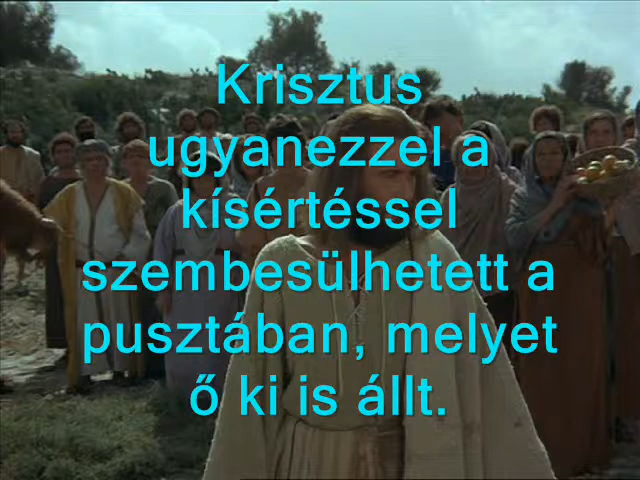 Krisztus
ugyanezzel a
kísértéssel
szembesülhetett a
pusztában, melyet
ő ki is állt.